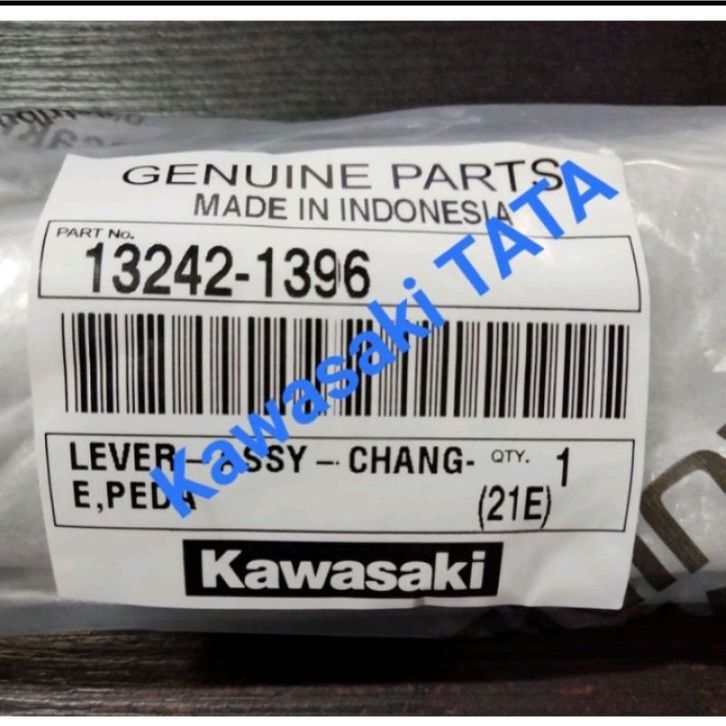 GENUINE PARTS
MADE IN INDONESIA
PART No.
13242-1396
LEVER-ASSY-CHANG- QTY. 1
E,PEDA (21E)
Kawasaki
Kawasaki TATA